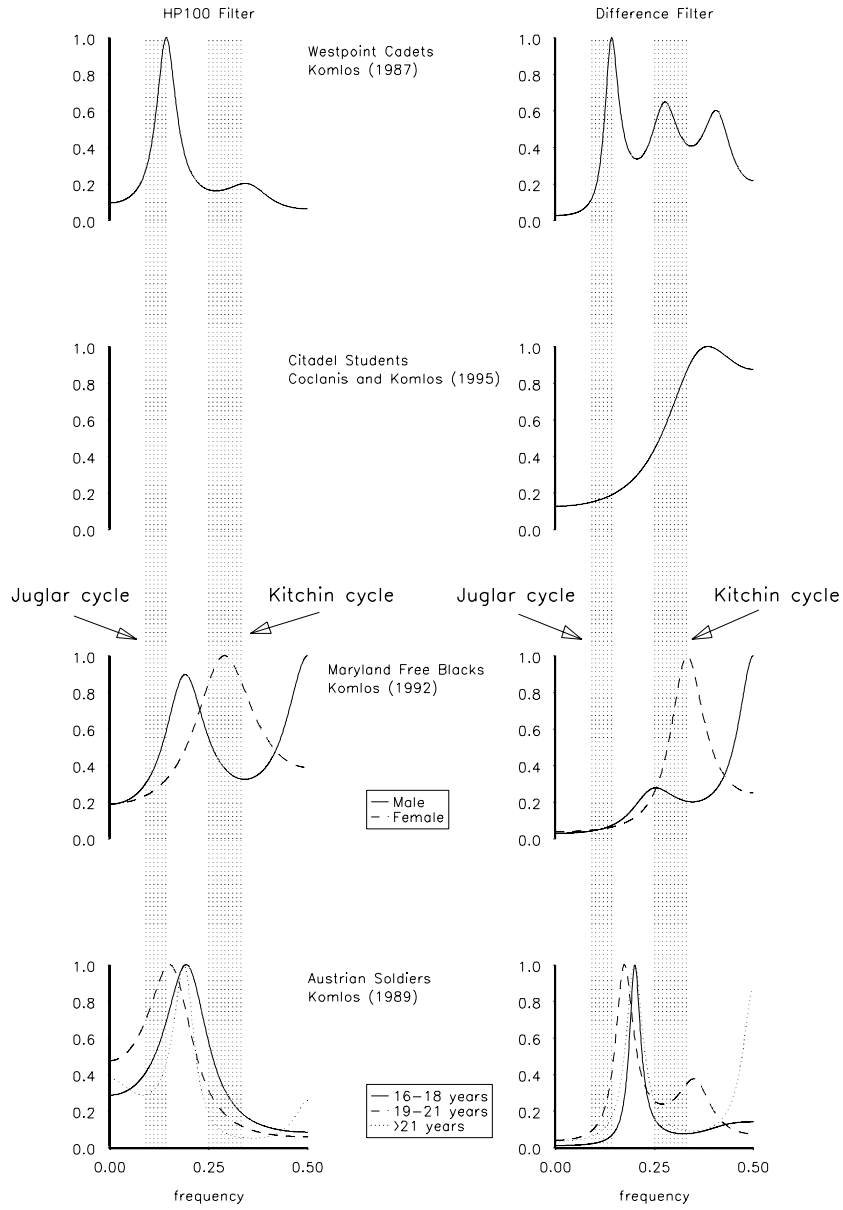 HP100 Filter
Difference Filter
Westpoint Cadets
Komlos (1987)
1.0
0.8
0.6
0.4
0.2
0.0
1.0
0.8
0.6
0.4
0.2
0.0
Citadel Students
Coclanis and Komlos (1995)
1.0
0.8
0.6
0.4
0.2
0.0
1.0
0.8
0.6
0.4
0.2
0.0
Juglar cycle
Kitchin cycle
Juglar cycle
Kitchin cycle
Maryland Free Blacks
Komlos (1992)
1.0
0.8
0.6
0.4
0.2
0.0
Male
Female
1.0
0.8
0.6
0.4
0.2
0.0
Austrian Soldiers
Komlos (1989)
1.0
0.8
0.6
0.4
0.2
0.0
16-18 years
19-21 years
>21 years
1.0
0.8
0.6
0.4
0.2
0.0
0.00
0.25
0.50
0.00
0.25
0.50
frequency
frequency